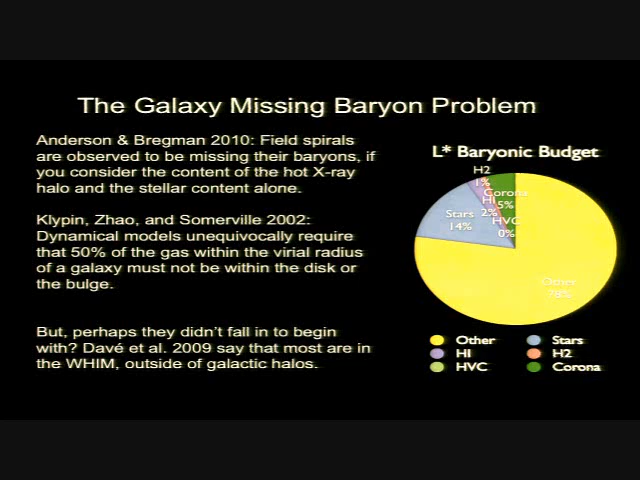 The Galaxy Missing Baryon Problem
Anderson & Bregman 2010: Field spirals
are observed to be missing their baryons, if
you consider the content of the hot X-ray
halo and the stellar content alone.
Klypin, Zhao, and Somerville 2002:
Dynamical models unequivocally require
that 50% of the gas within the virial radius
of a galaxy must not be within the disk or
the bulge.
But, perhaps they didn't fall in to begin
with? Davé et al. 2009 say that most are in
the WHIM, outside of galactic halos.
L* Baryonic Budget
H2
1%
Corona
5%
HI
2%
HVC
0%
Stars
14%
Other
78%
Other
Stars
HI
H2
HVC
Corona